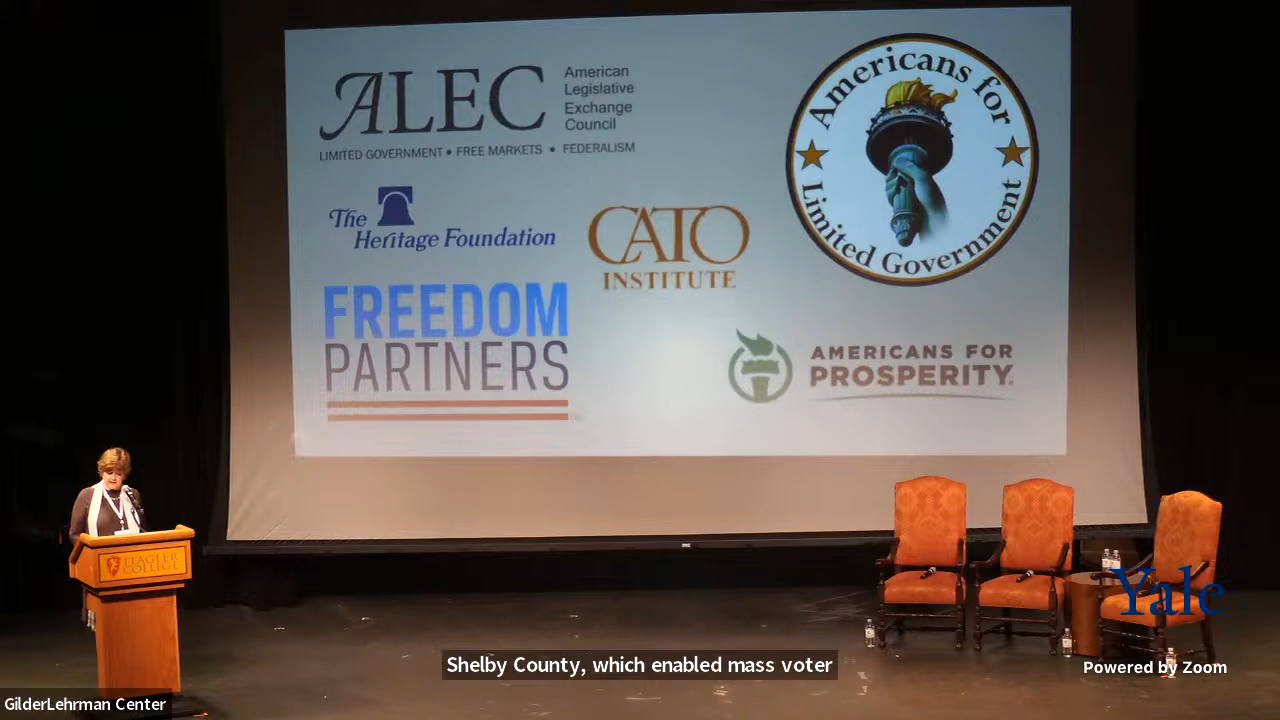 ALEC
American
Legislative
Exchange
Council
LIMITED GOVERNMENT • FREE MARKETS • FEDERALISM
Americans for
Limited Government
The
Heritage Foundation
CATO
INSTITUTE
FREEDOM
PARTNERS
AMERICANS FOR
PROSPERITY.
FLAGLER
COLLEGE
Yale
Shelby County, which enabled mass voter
Powered by Zoom
GilderLehrman Center